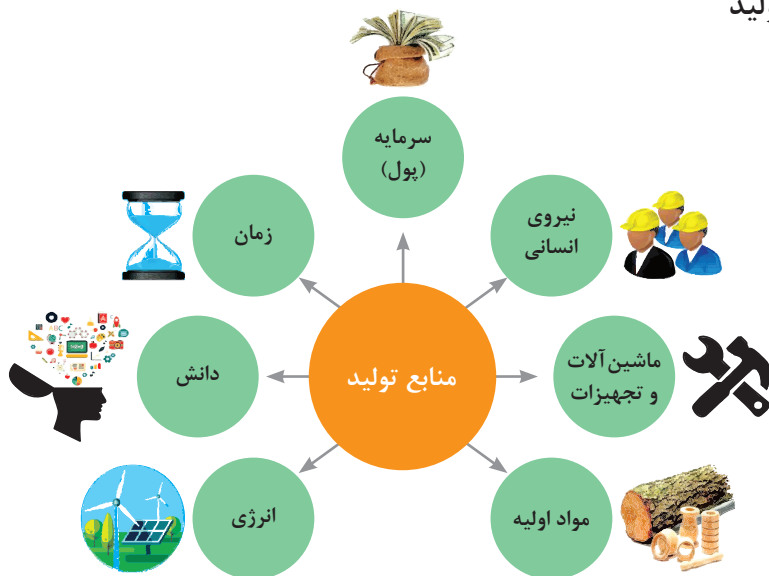 سرمایه
(پول)
نیروی
انسانی
زمان
ماشین‌آلات
و تجهیزات
منابع تولید
دانش
مواد اولیه
انرژی